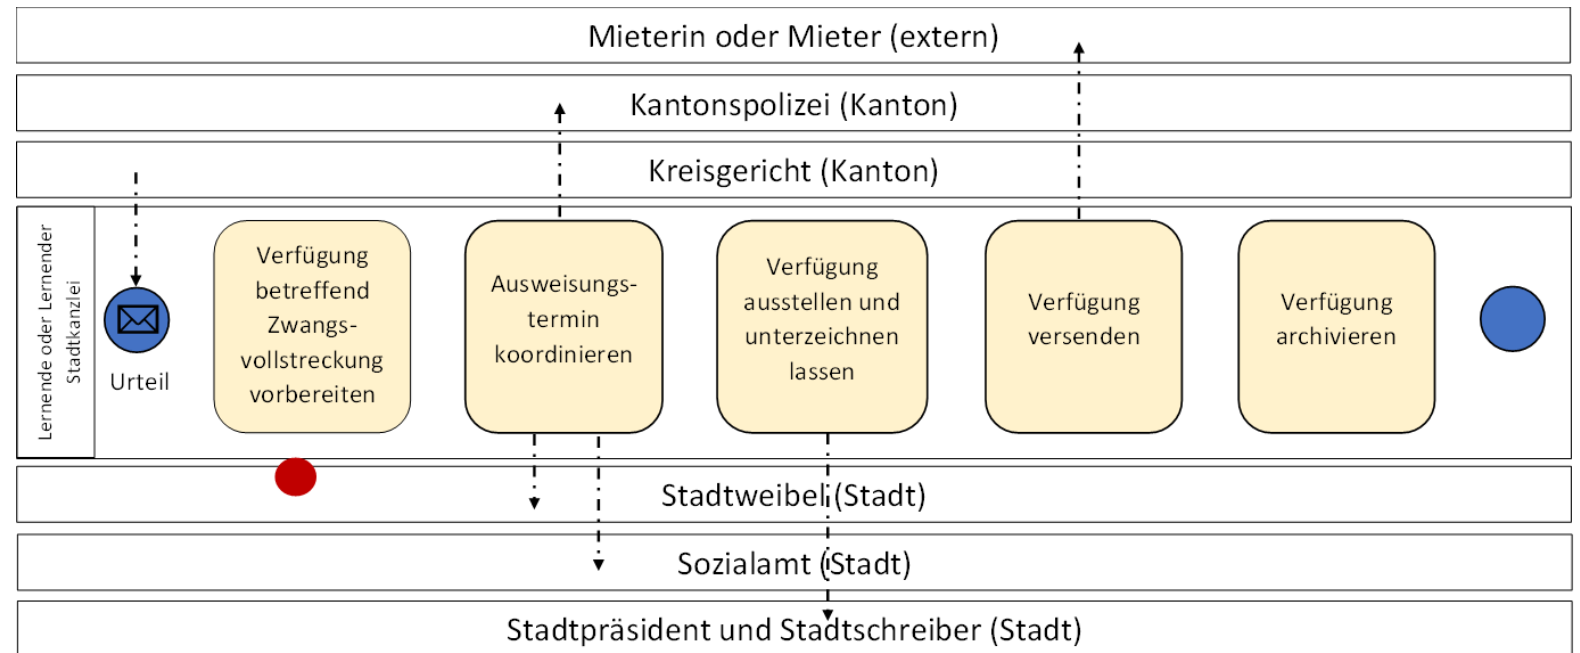 Mieterin oder Mieter (extern)
Kantonspolizei (Kanton)
Kreisgericht (Kanton)
Lernende oder Lernender
Stadtkanzlei
Urteil
Verfügung
betreffend
Zwangs-
vollstreckung
vorbereiten
Ausweisungs-
termin
koordinieren
Verfügung
ausstellen und
unterzeichnen
lassen
Verfügung
versenden
Verfügung
archivieren
Stadtweibel (Stadt)
Sozialamt (Stadt)
Stadtpräsident und Stadtschreiber (Stadt)